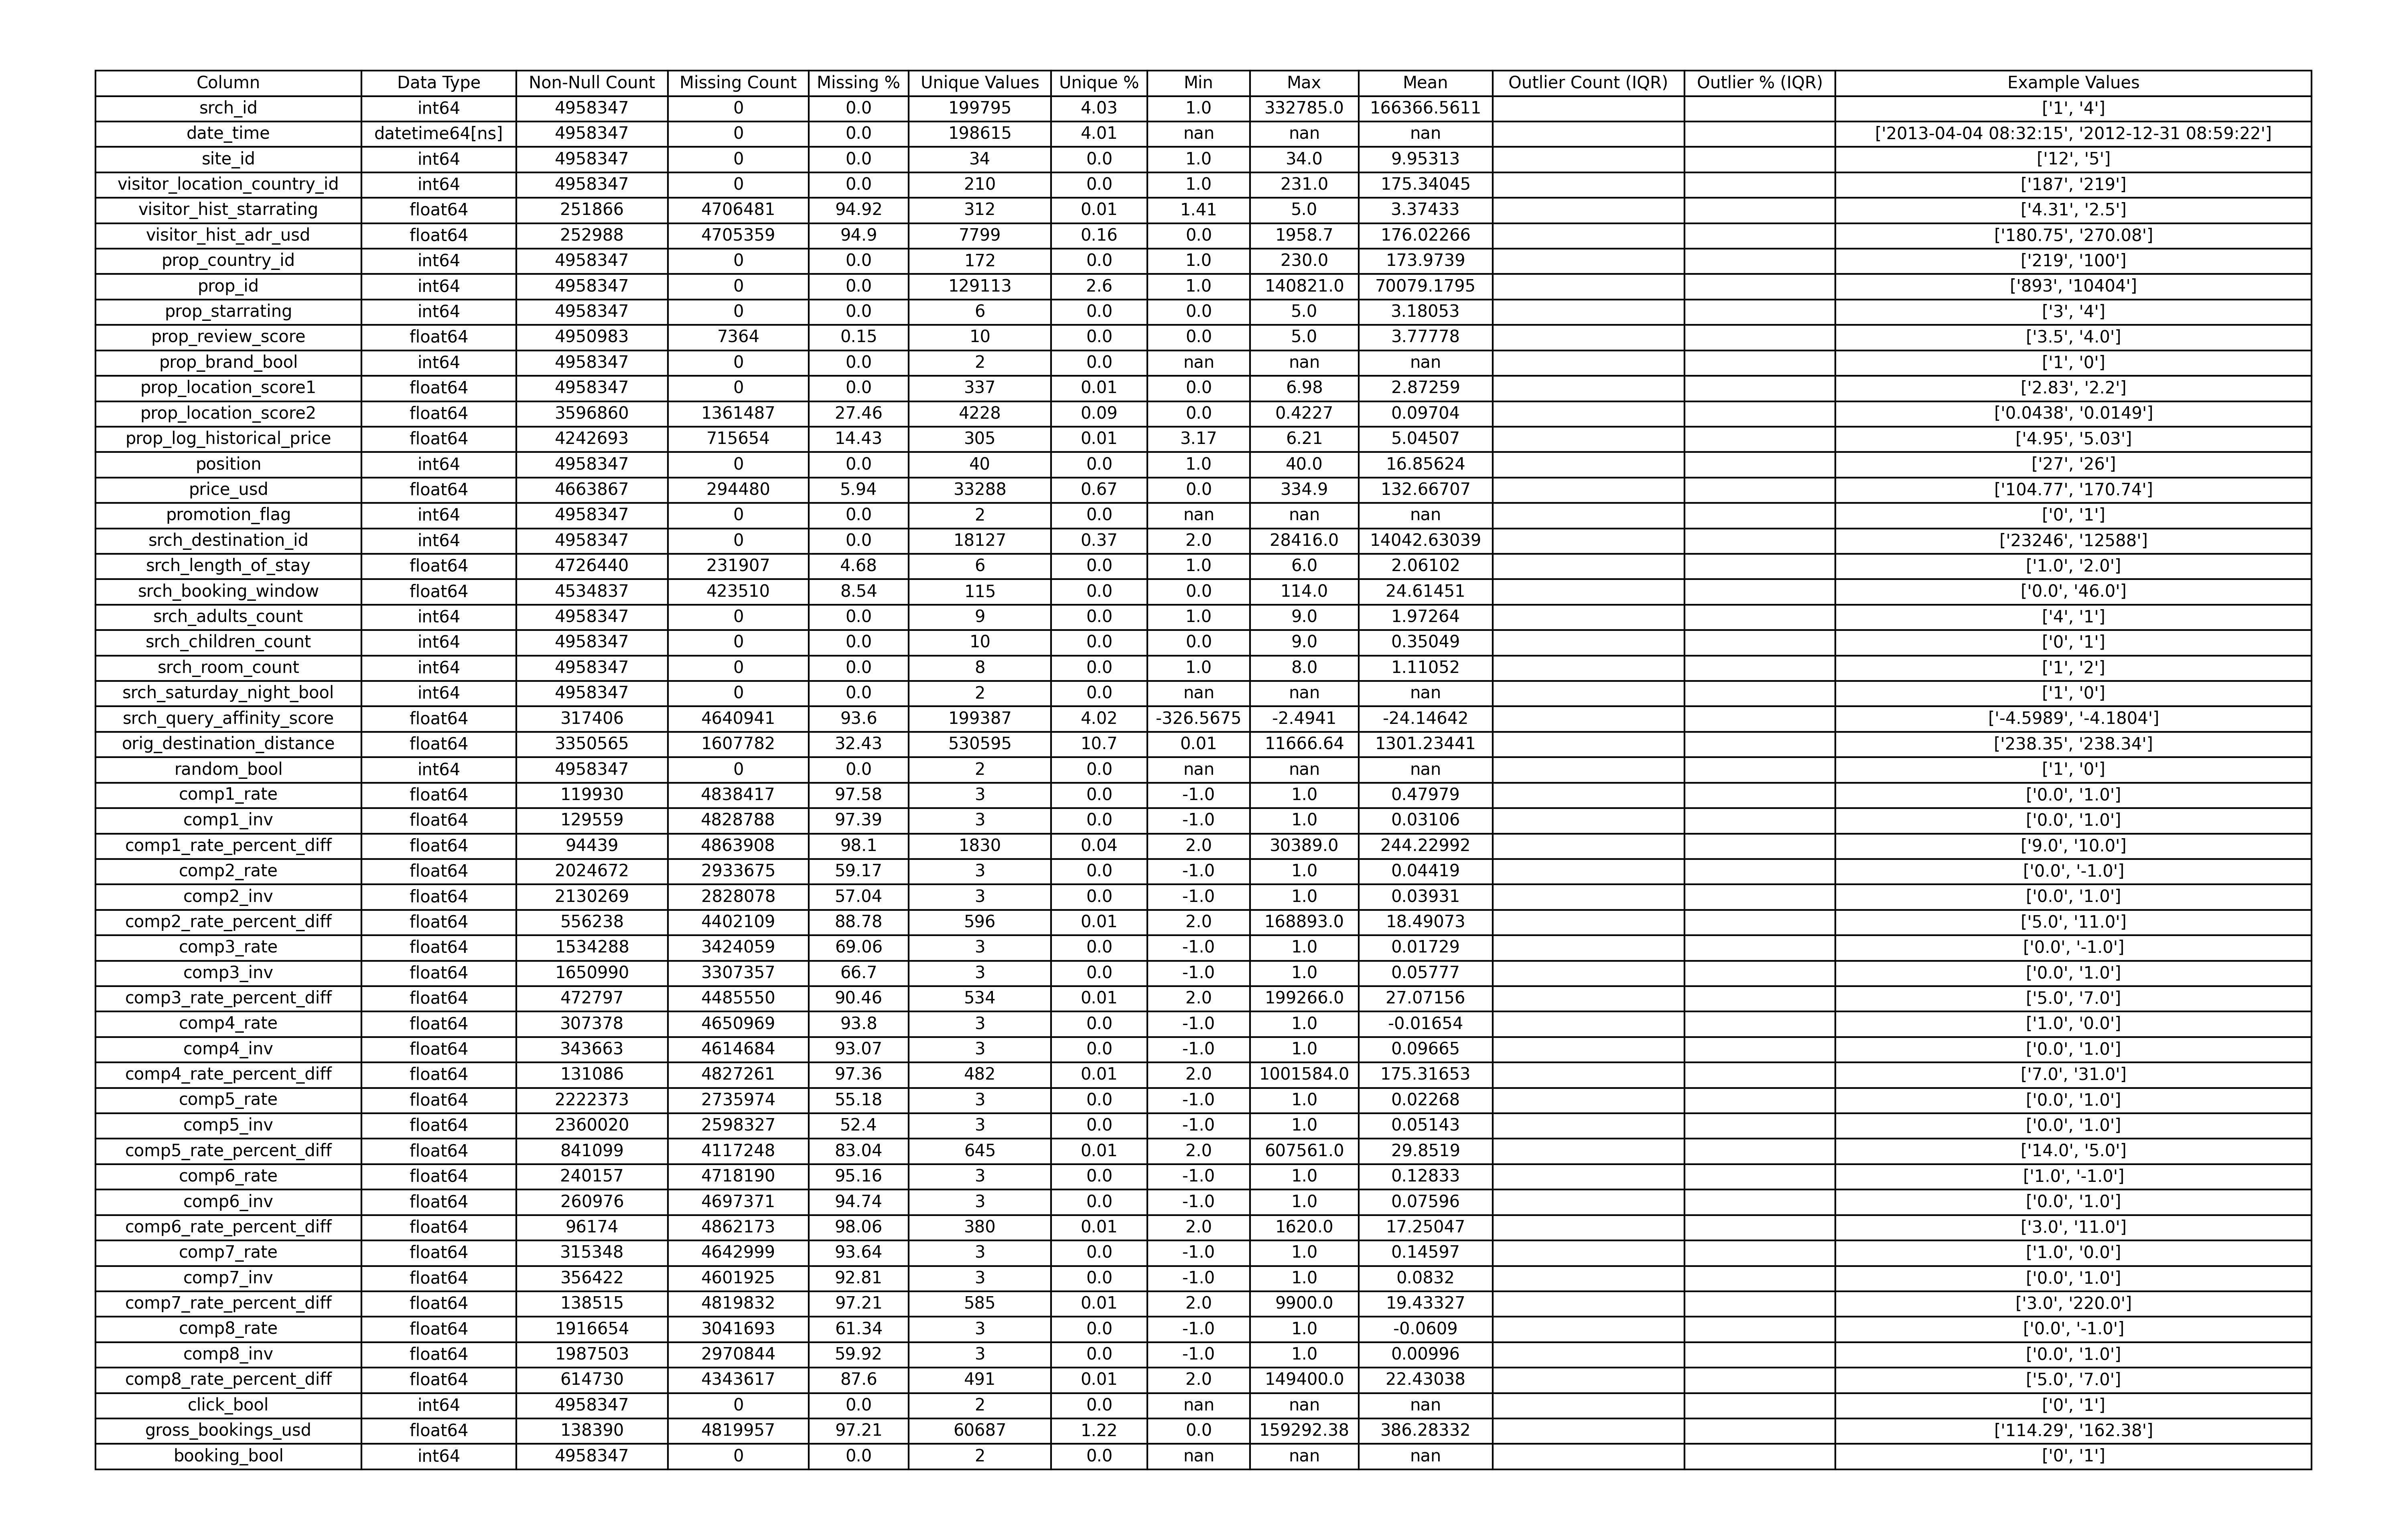 Column Data Type Non-Null Count Missing Count Missing % Unique Values Unique % Min Max Mean Outlier Count (IQR) Outlier % (IQR) Example Values
srch_id int64 4958347 0 0.0 199795 4.03 1.0 332785.0 166366.5611 ['1', '4']
date_time datetime64[ns] 4958347 0 0.0 198615 4.01 nan nan nan ['2013-04-04 08:32:15', '2012-12-31 08:59:22']
site_id int64 4958347 0 0.0 34 0.0 1.0 34.0 9.95313 ['12', '5']
visitor_location_country_id int64 4958347 0 0.0 210 0.0 1.0 231.0 175.34045 ['187', '219']
visitor_hist_starrating float64 251866 4706481 94.92 312 0.01 1.41 5.0 3.37433 ['4.31', '2.5']
visitor_hist_adr_usd float64 252988 4705359 94.9 7799 0.16 0.0 1958.7 176.02266 ['180.75', '270.08']
prop_country_id int64 4958347 0 0.0 172 0.0 1.0 230.0 173.9739 ['219', '100']
prop_id int64 4958347 0 0.0 129113 2.6 1.0 140821.0 70079.1795 ['893', '10404']
prop_starrating int64 4958347 0 0.0 6 0.0 0.0 5.0 3.18053 ['3', '4']
prop_review_score float64 4950983 7364 0.15 10 0.0 0.0 5.0 3.77778 ['3.5', '4.0']
prop_brand_bool int64 4958347 0 0.0 2 0.0 nan nan nan ['1', '0']
prop_location_score1 float64 4958347 0 0.0 337 0.01 0.0 6.98 2.87259 ['2.83', '2.2']
prop_location_score2 float64 3596860 1361487 27.46 4228 0.09 0.0 0.4227 0.09704 ['0.0438', '0.0149']
prop_log_historical_price float64 4242693 715654 14.43 305 0.01 3.17 6.21 5.04507 ['4.95', '5.03']
position int64 4958347 0 0.0 40 0.0 1.0 40.0 16.85624 ['27', '26']
price_usd float64 4663867 294480 5.94 33288 0.67 0.0 334.9 132.66707 ['104.77', '170.74']
promotion_flag int64 4958347 0 0.0 2 0.0 nan nan nan ['0', '1']
srch_destination_id int64 4958347 0 0.0 18127 0.37 2.0 28416.0 14042.63039 ['23246', '12588']
srch_length_of_stay float64 4726440 231907 4.68 6 0.0 1.0 6.0 2.06102 ['1.0', '2.0']
srch_booking_window float64 4534837 423510 8.54 115 0.0 0.0 114.0 24.61451 ['0.0', '46.0']
srch_adults_count int64 4958347 0 0.0 9 0.0 1.0 9.0 1.97264 ['4', '1']
srch_children_count int64 4958347 0 0.0 10 0.0 0.0 9.0 0.35049 ['0', '1']
srch_room_count int64 4958347 0 0.0 8 0.0 1.0 8.0 1.11052 ['1', '2']
srch_saturday_night_bool int64 4958347 0 0.0 2 0.0 nan nan nan ['1', '0']
srch_query_affinity_score float64 317406 4640941 93.6 199387 4.02 -326.5675 -2.4941 -24.14642 ['-4.5989', '-4.1804']
orig_destination_distance float64 3350565 1607782 32.43 530595 10.7 0.01 11666.64 1301.23441 ['238.35', '238.34']
random_bool int64 4958347 0 0.0 2 0.0 nan nan nan ['1', '0']
comp1_rate float64 119930 4838417 97.58 3 0.0 -1.0 1.0 0.47979 ['0.0', '1.0']
comp1_inv float64 129559 4828788 97.39 3 0.0 -1.0 1.0 0.03106 ['0.0', '1.0']
comp1_rate_percent_diff float64 94439 4863908 98.1 1830 0.04 2.0 30389.0 244.22992 ['9.0', '10.0']
comp2_rate float64 2024672 2933675 59.17 3 0.0 -1.0 1.0 0.04419 ['0.0', '-1.0']
comp2_inv float64 2130269 2828078 57.04 3 0.0 -1.0 1.0 0.03931 ['0.0', '1.0']
comp2_rate_percent_diff float64 556238 4402109 88.78 596 0.01 2.0 168893.0 18.49073 ['5.0', '11.0']
comp3_rate float64 1534288 3424059 69.06 3 0.0 -1.0 1.0 0.01729 ['0.0', '-1.0']
comp3_inv float64 1650990 3307357 66.7 3 0.0 -1.0 1.0 0.05777 ['0.0', '1.0']
comp3_rate_percent_diff float64 472797 4485550 90.46 534 0.01 2.0 199266.0 27.07156 ['5.0', '7.0']
comp4_rate float64 307378 4650969 93.8 3 0.0 -1.0 1.0 -0.01654 ['1.0', '0.0']
comp4_inv float64 343663 4614684 93.07 3 0.0 -1.0 1.0 0.09665 ['0.0', '1.0']
comp4_rate_percent_diff float64 131086 4827261 97.36 482 0.01 2.0 1001584.0 175.31653 ['7.0', '31.0']
comp5_rate float64 2222373 2735974 55.18 3 0.0 -1.0 1.0 0.02268 ['0.0', '1.0']
comp5_inv float64 2360020 2598327 52.4 3 0.0 -1.0 1.0 0.05143 ['0.0', '1.0']
comp5_rate_percent_diff float64 841099 4117248 83.04 645 0.01 2.0 607561.0 29.8519 ['14.0', '5.0']
comp6_rate float64 240157 4718190 95.16 3 0.0 -1.0 1.0 0.12833 ['1.0', '-1.0']
comp6_inv float64 260976 4697371 94.74 3 0.0 -1.0 1.0 0.07596 ['0.0', '1.0']
comp6_rate_percent_diff float64 96174 4862173 98.06 380 0.01 2.0 1620.0 17.25047 ['3.0', '11.0']
comp7_rate float64 315348 4642999 93.64 3 0.0 -1.0 1.0 0.14597 ['1.0', '0.0']
comp7_inv float64 356422 4601925 92.81 3 0.0 -1.0 1.0 0.0832 ['0.0', '1.0']
comp7_rate_percent_diff float64 138515 4819832 97.21 585 0.01 2.0 9900.0 19.43327 ['3.0', '220.0']
comp8_rate float64 1916654 3041693 61.34 3 0.0 -1.0 1.0 -0.0609 ['0.0', '-1.0']
comp8_inv float64 1987503 2970844 59.92 3 0.0 -1.0 1.0 0.00996 ['0.0', '1.0']
comp8_rate_percent_diff float64 614730 4343617 87.6 491 0.01 2.0 149400.0 22.43038 ['5.0', '7.0']
click_bool int64 4958347 0 0.0 2 0.0 nan nan nan ['0', '1']
gross_bookings_usd float64 138390 4819957 97.21 60687 1.22 0.0 159292.38 386.28332 ['114.29', '162.38']
booking_bool int64 4958347 0 0.0 2 0.0 nan nan nan ['0', '1']